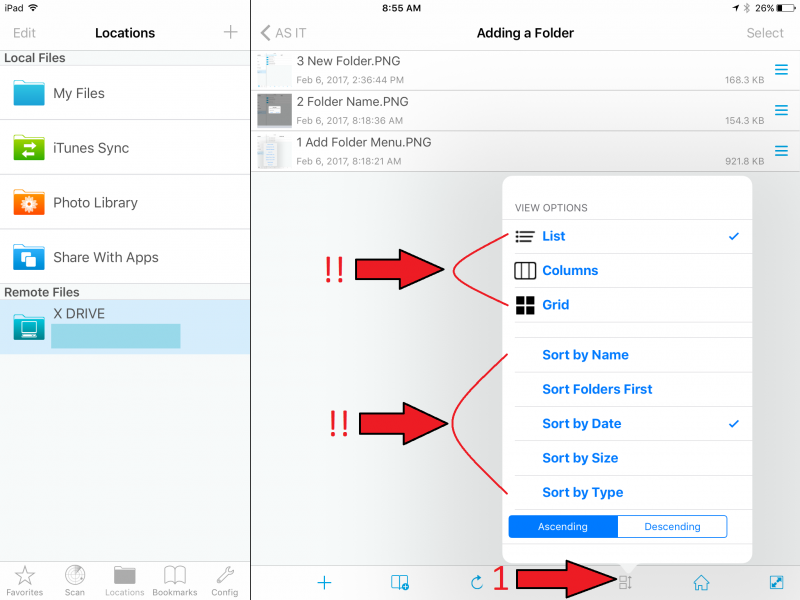 iPad 8:55 AM 26%
Edit Locations +
AS IT Adding a Folder Select
Local Files
My Files
iTunes Sync
Photo Library
Share With Apps
Remote Files
X DRIVE
3 New Folder.PNG
Feb 6, 2017, 2:36:44 PM 168.3 KB
2 Folder Name.PNG
Feb 6, 2017, 8:18:36 AM 154.3 KB
1 Add Folder Menu.PNG
Feb 6, 2017, 8:18:21 AM 921.8 KB
VIEW OPTIONS
List
!!
Columns
Grid
Sort by Name
Sort Folders First
!!
Sort by Date
Sort by Size
Sort by Type
Ascending Descending
1
Favorites Scan Locations Bookmarks Config